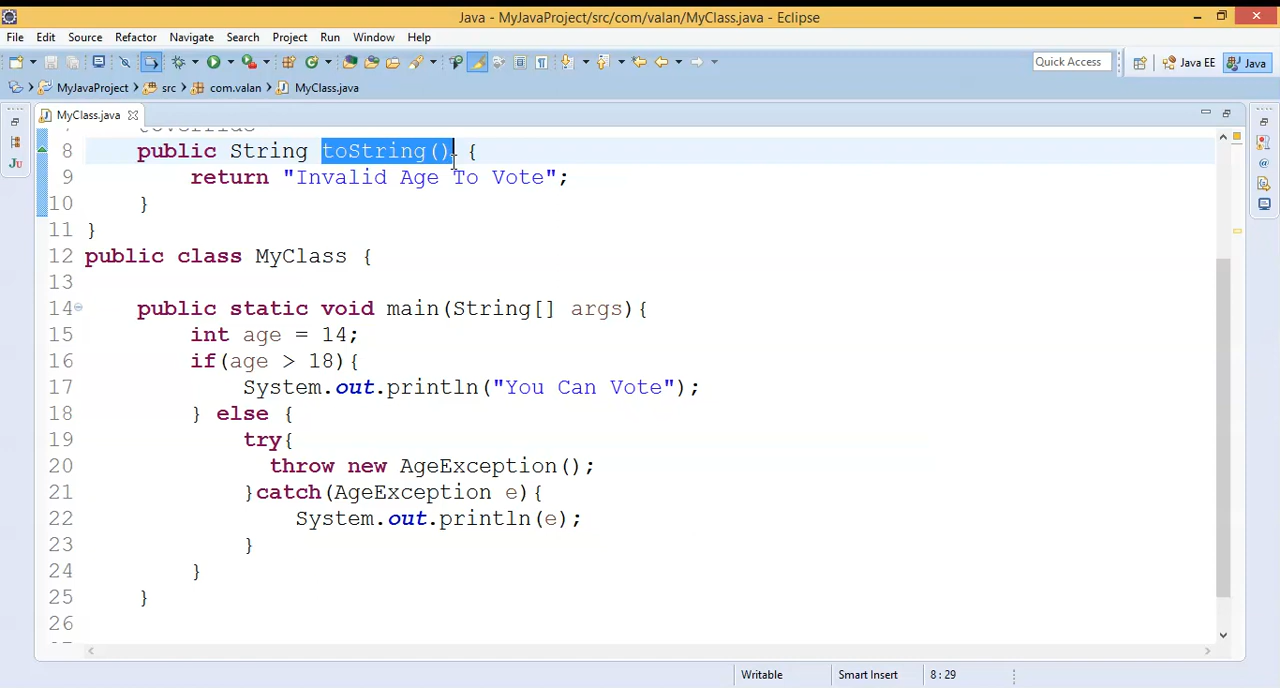 Java - MyJavaProject/src/com/valan/MyClass.java - Eclipse
File Edit Source Refactor Navigate Search Project Run Window Help
Quick Access Java EE Java
MyJavaProject src com.valan MyClass.java
MyClass.java
8 public String toString() {
9 return "Invalid Age To Vote";
10 }
11 }
12 public class MyClass {
13
14 public static void main(String[] args){
15 int age = 14;
16 if(age > 18){
17 System.out.println("You Can Vote");
18 } else {
19 try{
20 throw new AgeException();
21 }catch(AgeException e){
22 System.out.println(e);
23 }
24 }
25 }
26
Writable Smart Insert 8 : 29